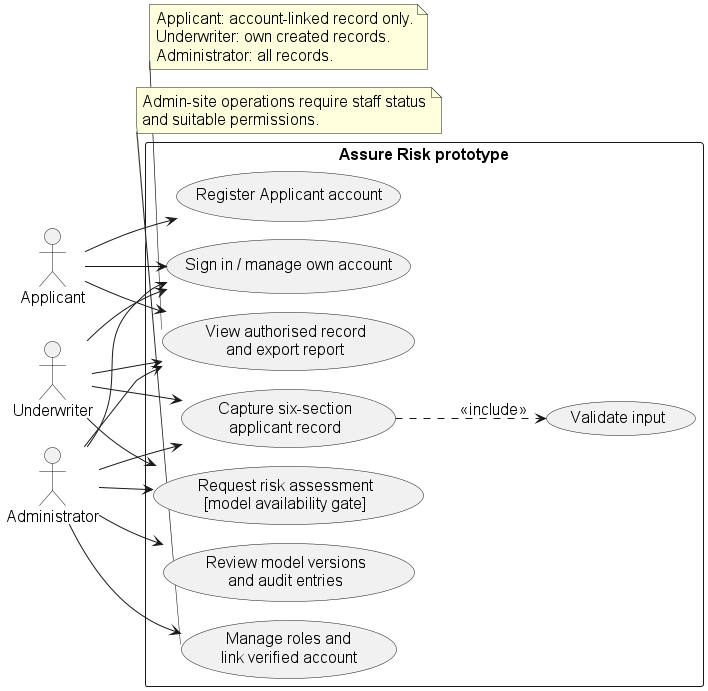 Applicant: account-linked record only.
Underwriter: own created records.
Administrator: all records.
Admin-site operations require staff status
and suitable permissions.
Assure Risk prototype
Register Applicant account
Sign in / manage own account
Applicant
View authorised record
and export report
Underwriter
Capture six-section
applicant record
«include»
Validate input
Request risk assessment
[model availability gate]
Administrator
Review model versions
and audit entries
Manage roles and
link verified account